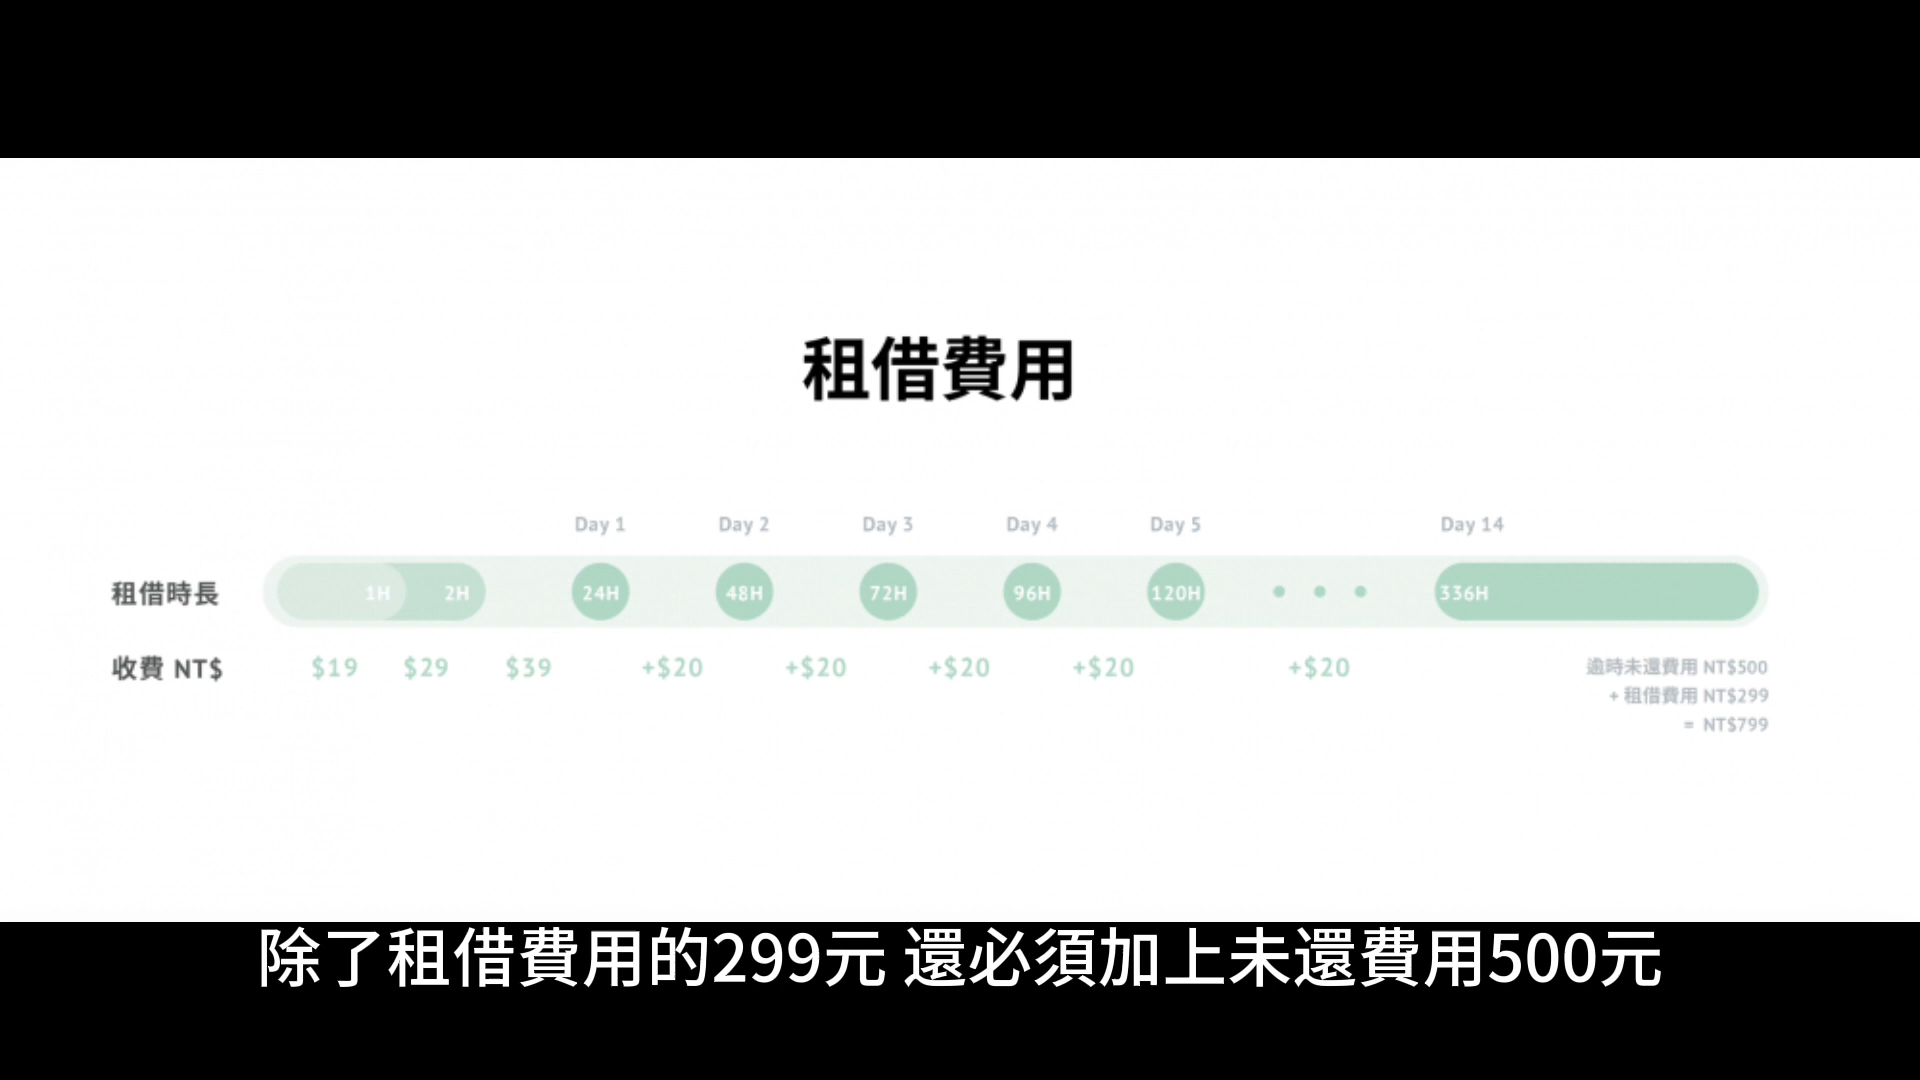 租借費用
Day 1 Day 2 Day 3 Day 4 Day 5 Day 14
租借時長 1H 2H 24H 48H 72H 96H 120H 336H
收費 NT$ $19 $29 $39 +$20 +$20 +$20 +$20 +$20 逾時未還費用 NT$500
+ 租借費用 NT$299
= NT$799
除了租借費用的299元 還必須加上未還費用500元